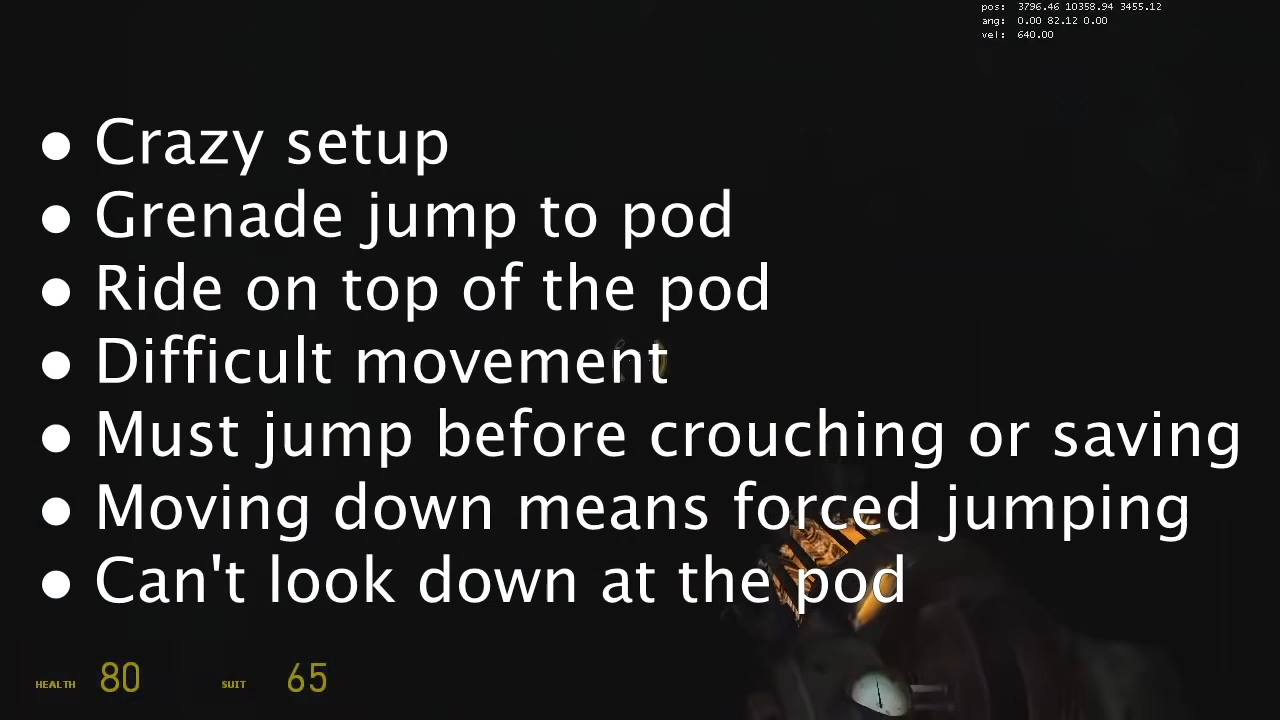 pos: 3796.46 10358.94 3455.12
ang: 0.00 82.12 0.00
vel: 640.00
● Crazy setup
● Grenade jump to pod
● Ride on top of the pod
● Difficult movement
● Must jump before crouching or saving
● Moving down means forced jumping
● Can't look down at the pod
HEALTH 80 SUIT 65